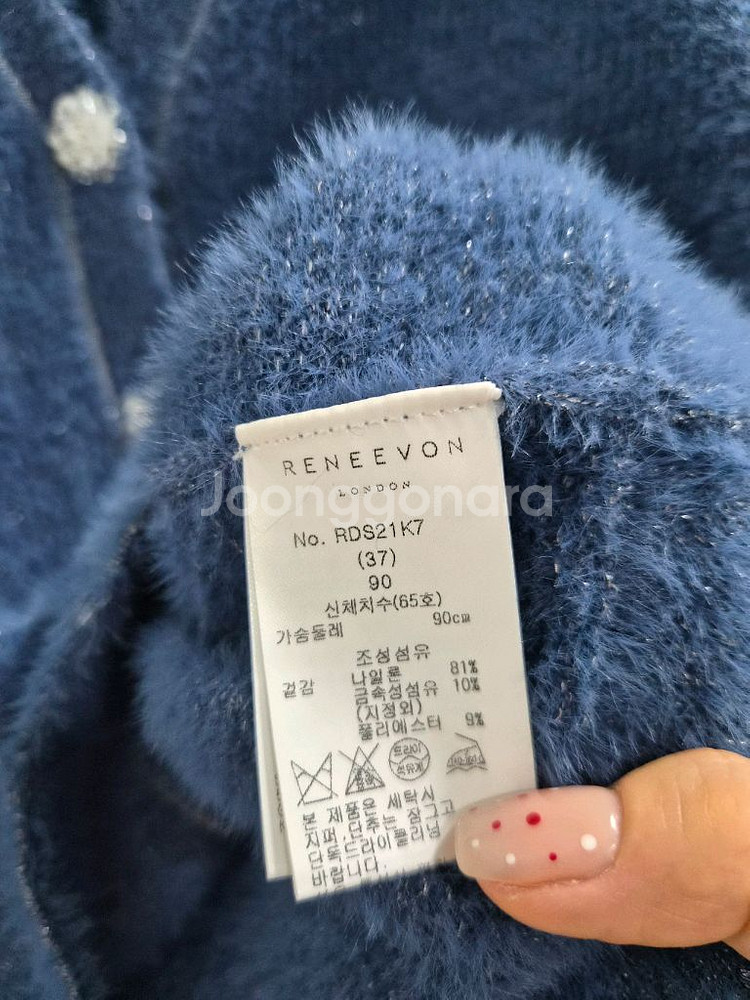 RENEEVON
LONDON
Joonggonara
No. RDS21K7
(37)
90
신체치수(65호)
가슴둘레 90cm
조성섬유
겉감 나일론 81%
금속성섬유 10%
(지정외)
폴리에스터 9%
드라이
석유계
본 제품은 세탁시
지퍼,단추는 잠그고
단독 드라이클리닝
바랍니다.